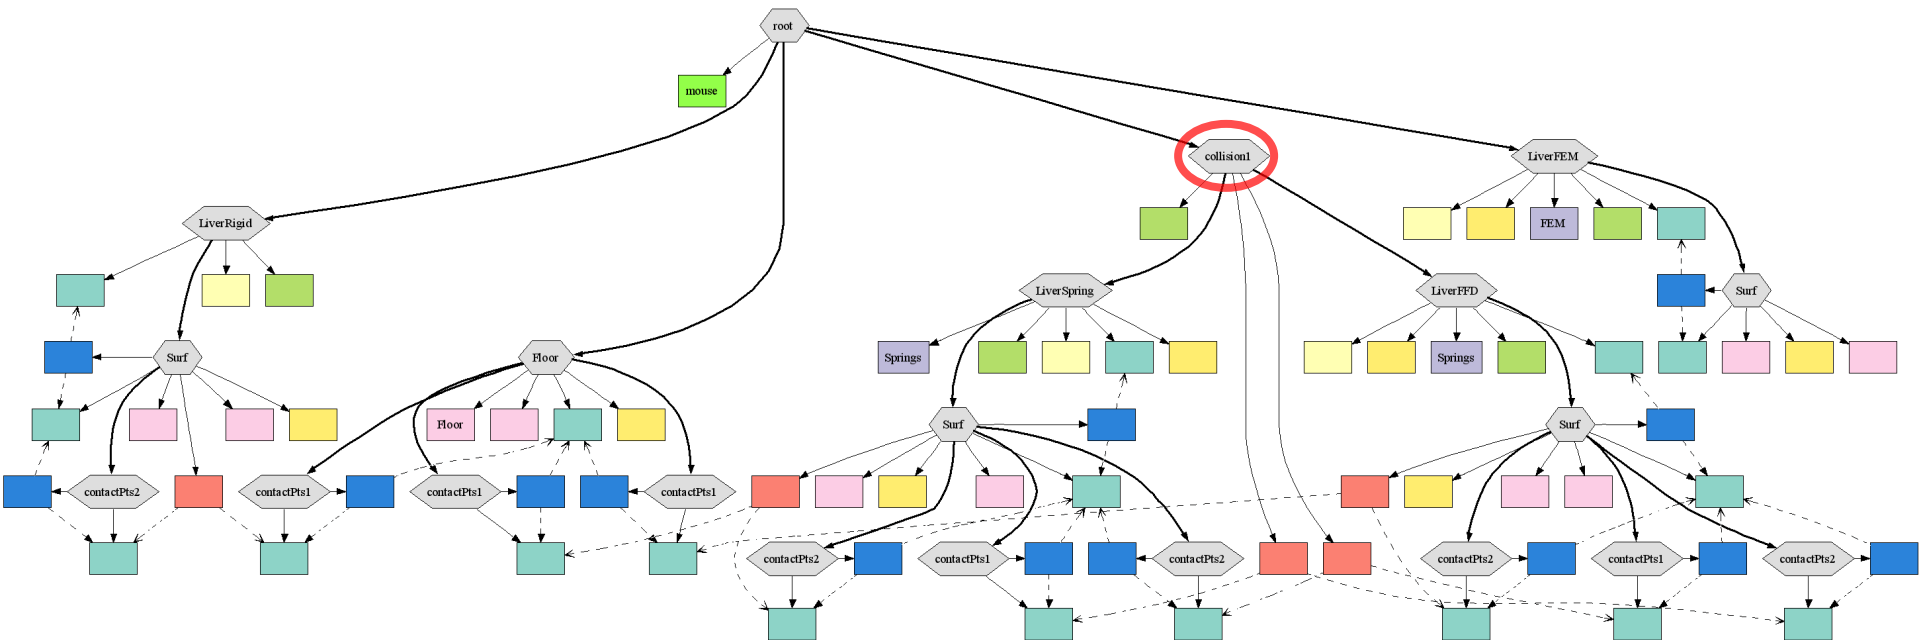 root
mouse
collision1
LiverFEM
LiverRigid
FEM
LiverSpring
LiverFFD
Surf
Surf
Floor
Springs
Springs
Floor
Surf
Surf
contactPts2
contactPts1
contactPts1
contactPts1
contactPts2
contactPts1
contactPts2
contactPts2
contactPts1
contactPts2